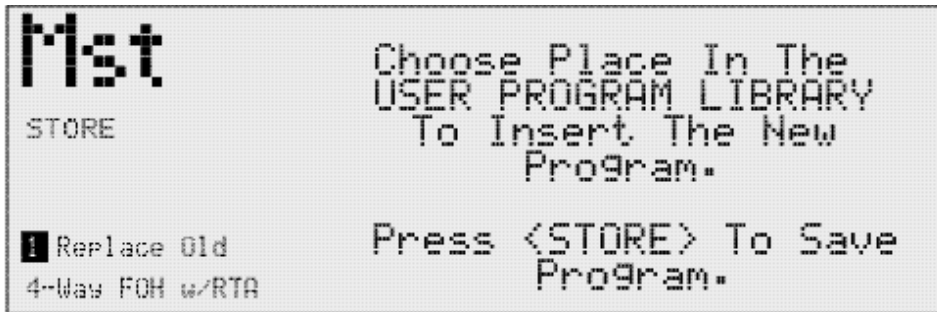 Mst
STORE
1 Replace Old
4-Way FOH w/RTA
Choose Place In The
USER PROGRAM LIBRARY
To Insert The New
Program.
Press <STORE> To Save
Program.